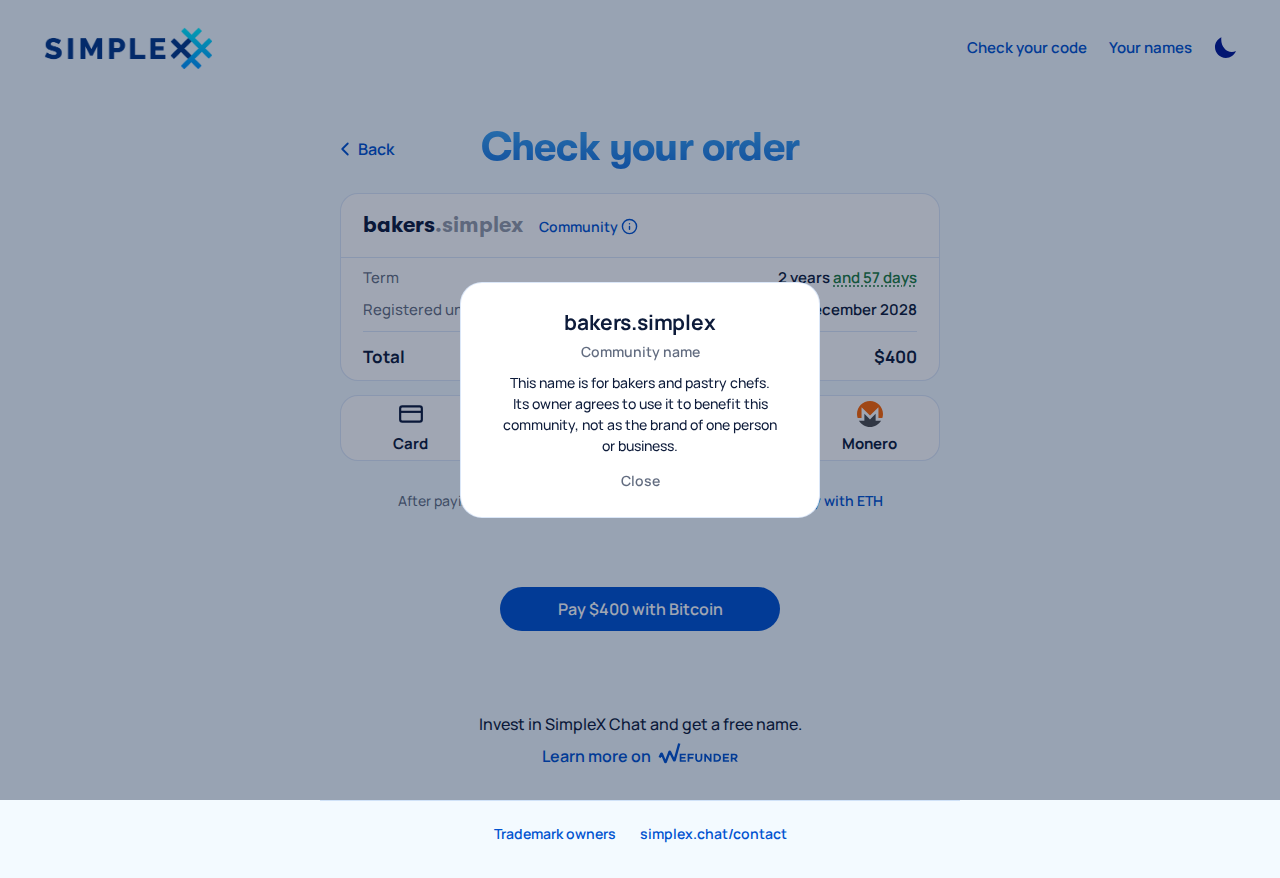 SIMPLEX
Check your code
Your names
Back
Check your order
bakers.simplex
Community
Term
2 years and 57 days
Registered un
ecember 2028
Total
$400
bakers.simplex
Community name
This name is for bakers and pastry chefs.
Its owner agrees to use it to benefit this
community, not as the brand of one person
or business.
Close
Card
Monero
After payi
with ETH
Pay $400 with Bitcoin
Invest in SimpleX Chat and get a free name.
Learn more on WEFUNDER
Trademark owners
simplex.chat/contact